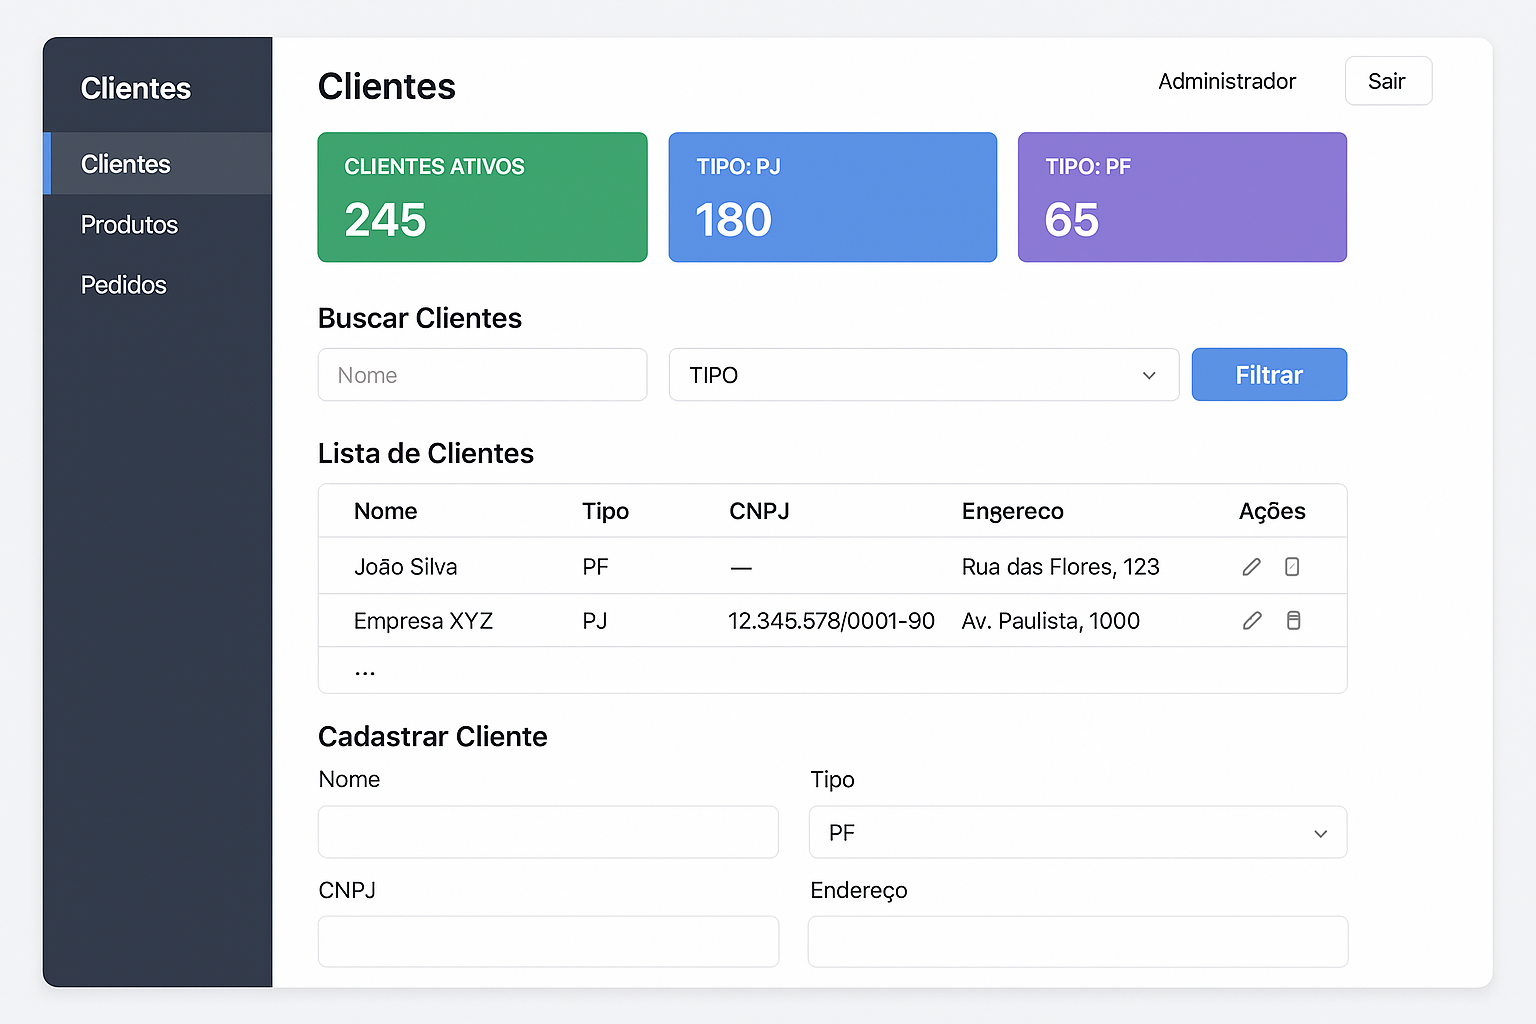 Clientes
Clientes
Produtos
Pedidos
Clientes
Administrador
Sair
CLIENTES ATIVOS
245
TIPO: PJ
180
TIPO: PF
65
Buscar Clientes
Nome
TIPO
Filtrar
Lista de Clientes
Nome Tipo CNPJ Engereco Ações
João Silva PF — Rua das Flores, 123
Empresa XYZ PJ 12.345.578/0001-90 Av. Paulista, 1000
...
Cadastrar Cliente
Nome
Tipo
PF
CNPJ
Endereço